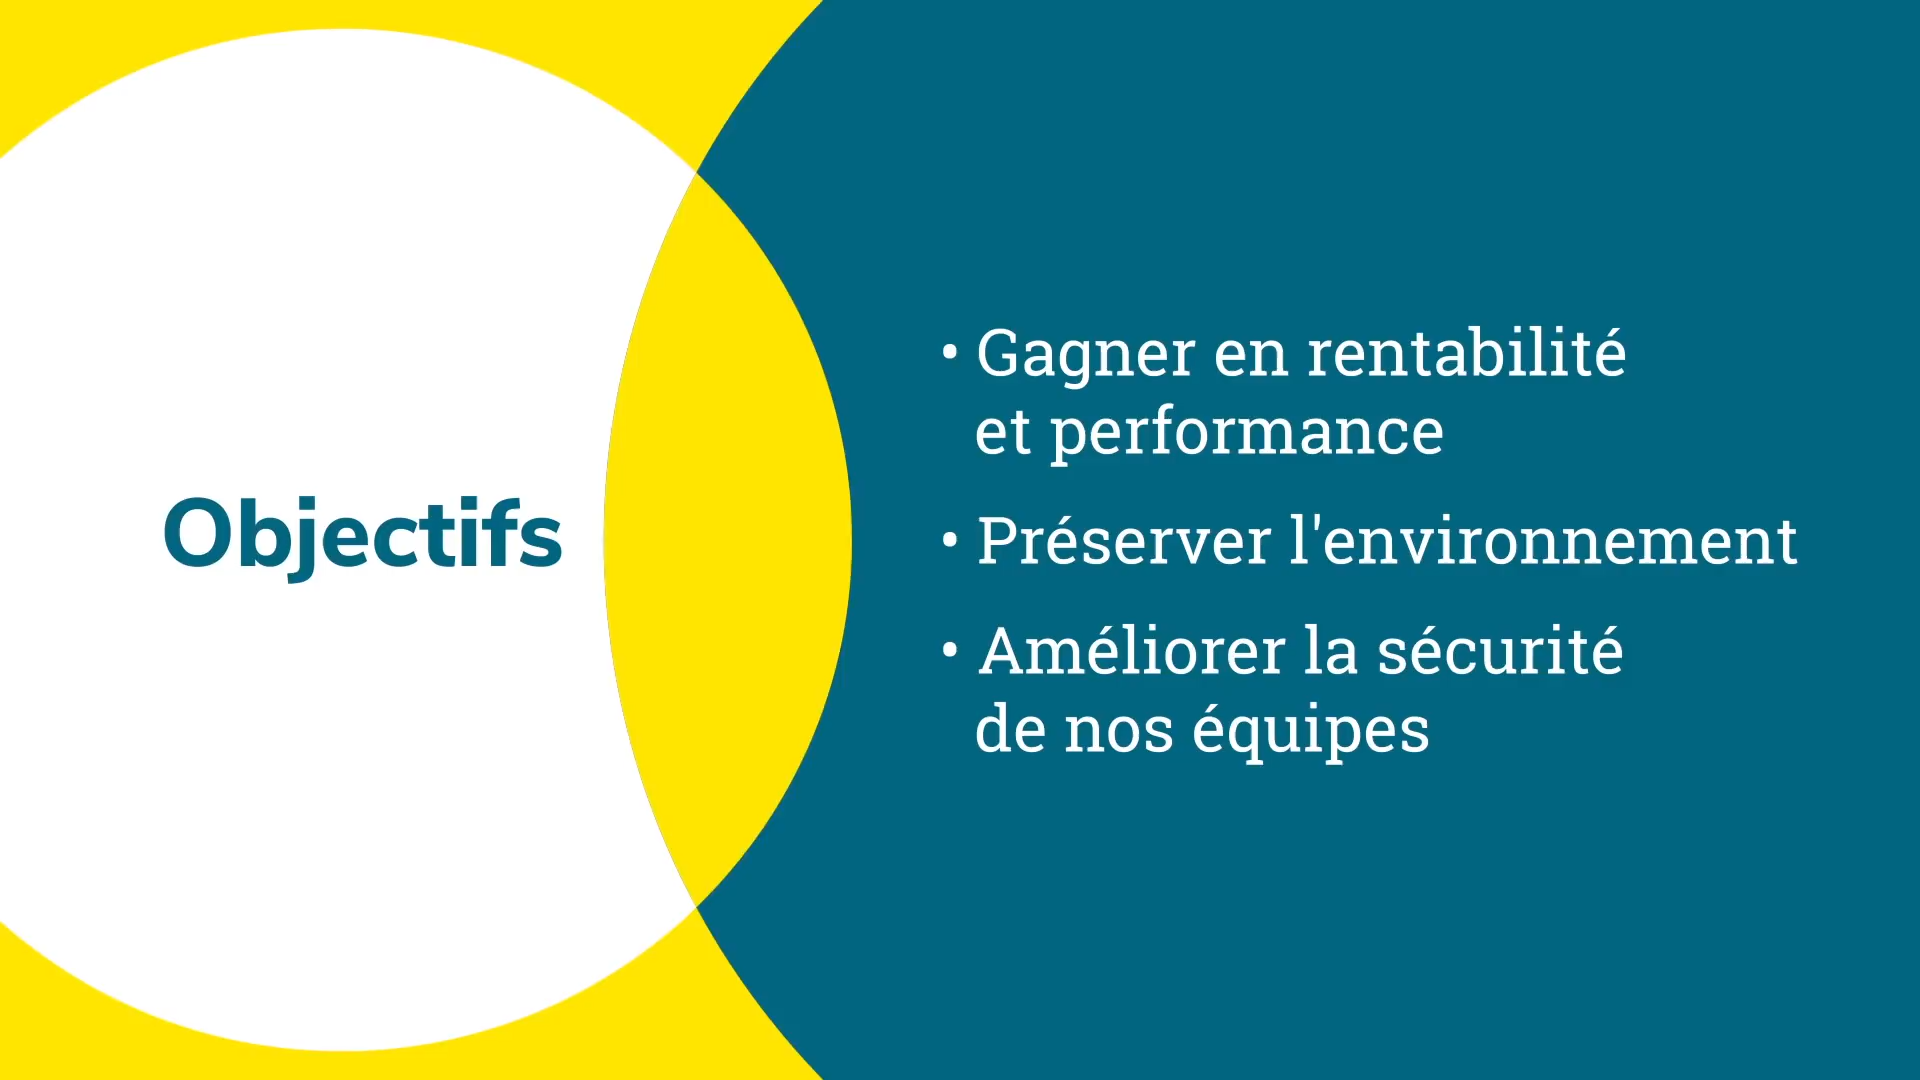 Objectifs
• Gagner en rentabilité
et performance
• Préserver l'environnement
• Améliorer la sécurité
de nos équipes